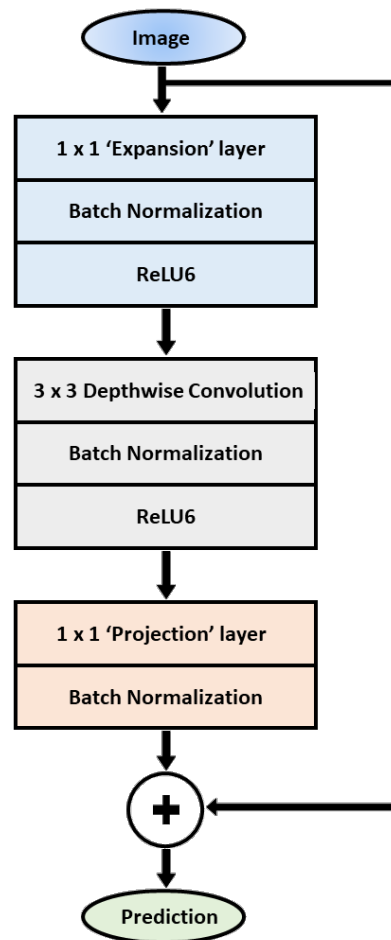 Image
1 x 1 ‘Expansion’ layer
Batch Normalization
ReLU6
3 x 3 Depthwise Convolution
Batch Normalization
ReLU6
1 x 1 ‘Projection’ layer
Batch Normalization
+
Prediction